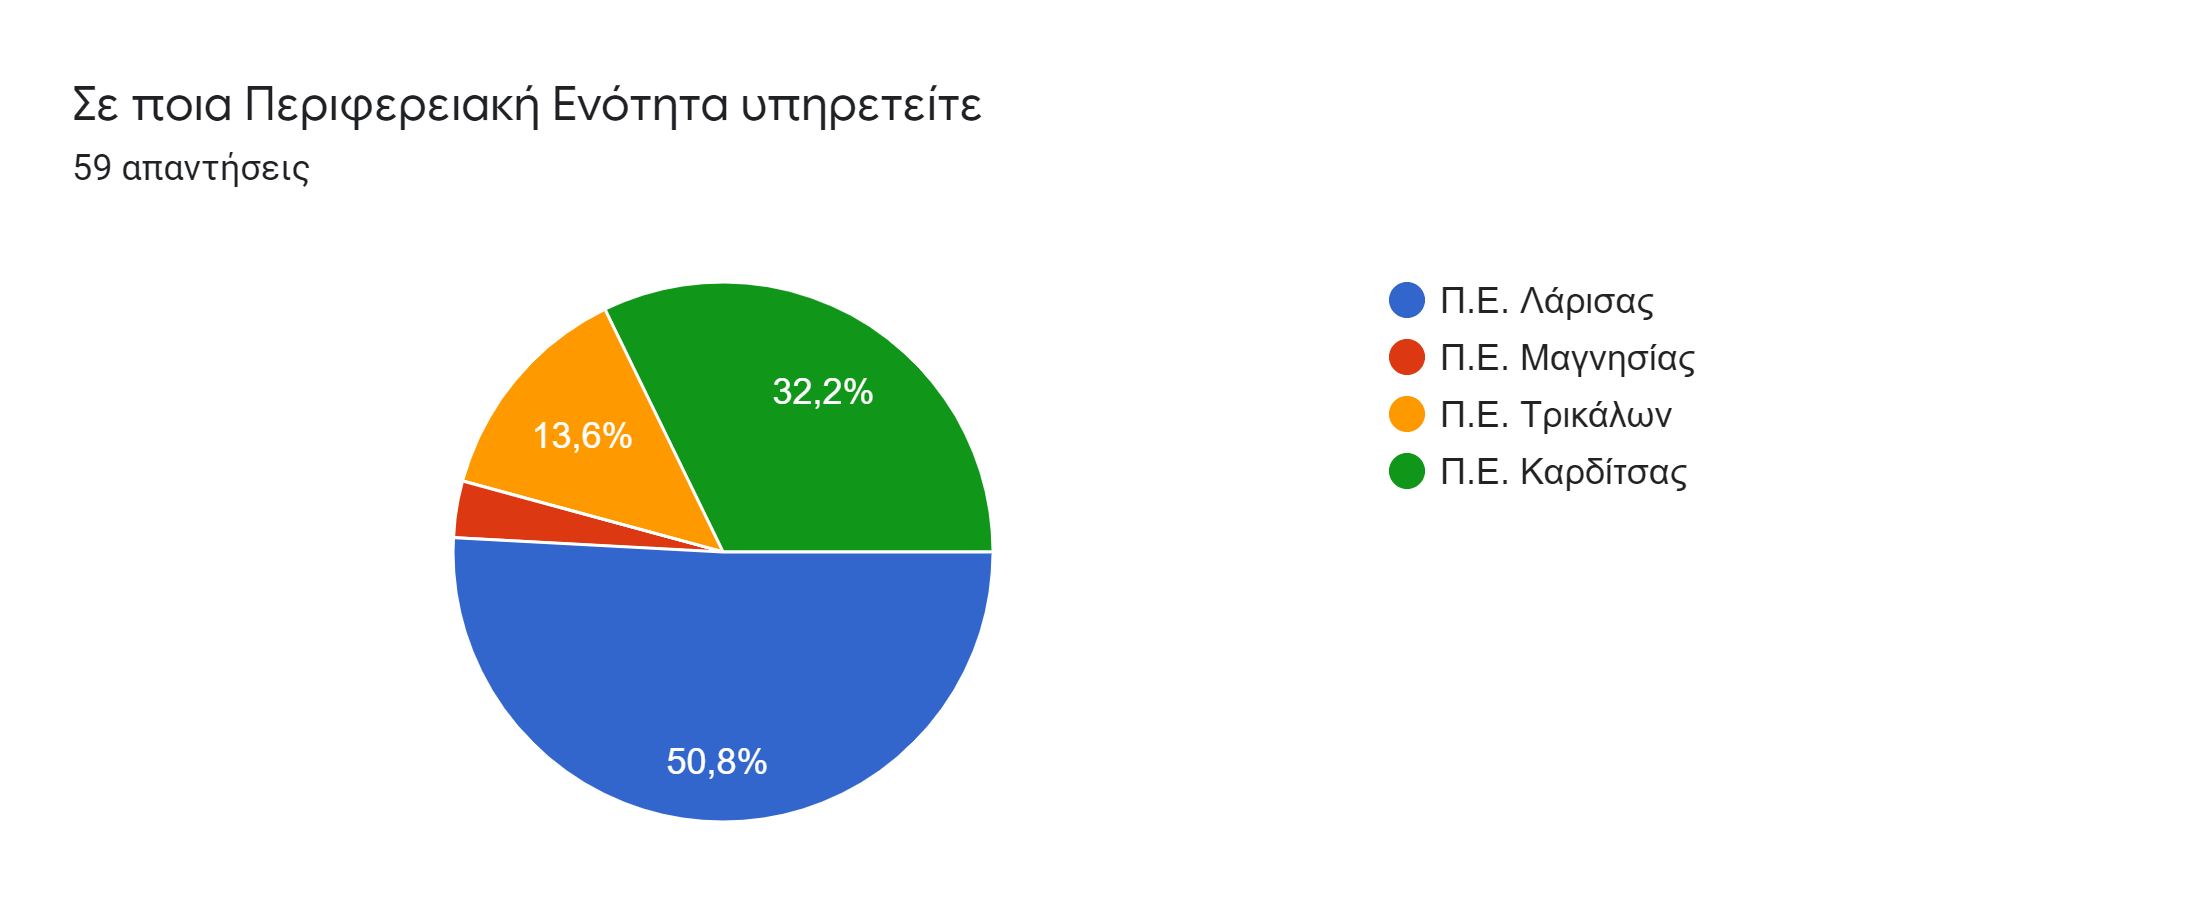 Σε ποια Περιφερειακή Ενότητα υπηρετείτε
59 απαντήσεις
32,2%
13,6%
50,8%
Π.Ε. Λάρισας
Π.Ε. Μαγνησίας
Π.Ε. Τρικάλων
Π.Ε. Καρδίτσας